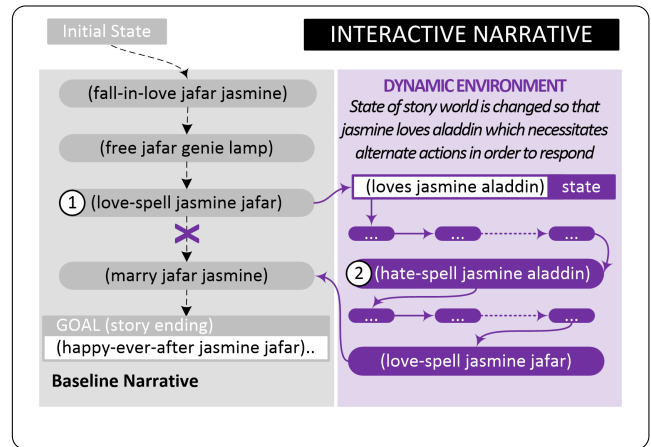 Initial State
INTERACTIVE NARRATIVE
(fall-in-love jafar jasmine)
(free jafar genie lamp)
1 (love-spell jasmine jafar)
(marry jafar jasmine)
GOAL (story ending)
(happy-ever-after jasmine jafar)..
Baseline Narrative
DYNAMIC ENVIRONMENT
State of story world is changed so that
jasmine loves aladdin which necessitates
alternate actions in order to respond
(loves jasmine aladdin) state
... ... ...
2 (hate-spell jasmine aladdin)
... ... ...
(love-spell jasmine jafar)